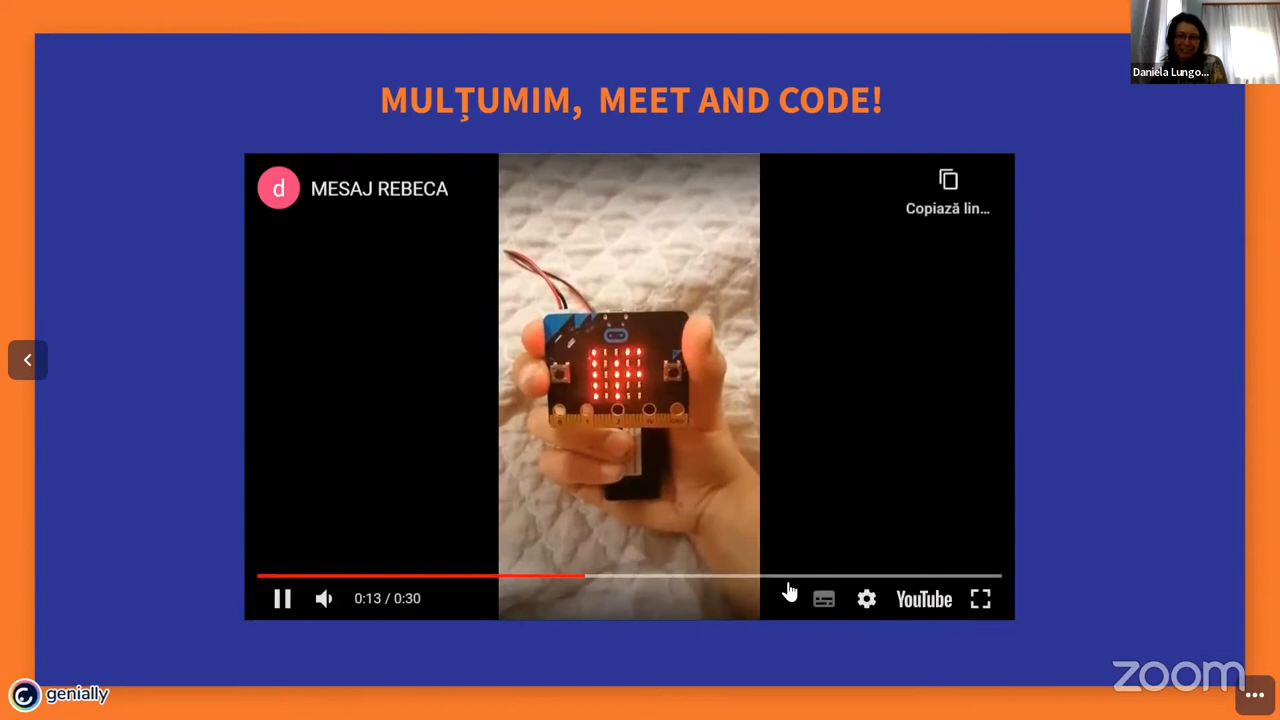 Daniela Lungo...
MULȚUMIM, MEET AND CODE!
d
MESAJ REBECA
Copiază lin...
0:13 / 0:30
YouTube
zoom
genially